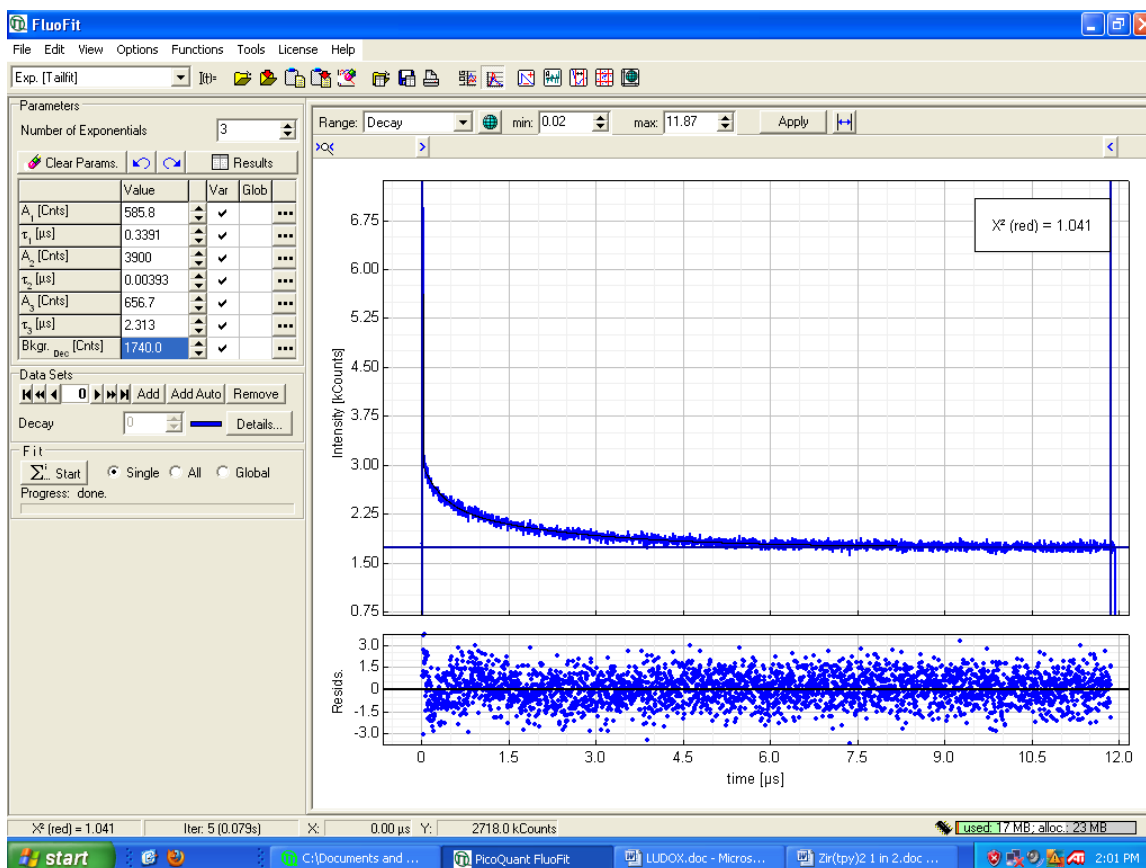 FluoFit
File Edit View Options Functions Tools License Help
Exp. [Tailfit] I(t)=
Parameters
Number of Exponentials 3
Clear Params. Results
Value Var Glob
A1 [Cnts] 585.8
τ1 [µs] 0.3391
A2 [Cnts] 3900
τ2 [µs] 0.00393
A3 [Cnts] 656.7
τ3 [µs] 2.313
Bkgr. Dec [Cnts] 1740.0
Data Sets
0 Add Add Auto Remove
Decay 0 Details...
Fit
Σ... Start Single All Global
Progress: done.
Range: Decay min: 0.02 max: 11.87 Apply
X² (red) = 1.041
Intensity [kCounts]
6.75
6.00
5.25
4.50
3.75
3.00
2.25
1.50
0.75
Resids.
3.0
1.5
0
-1.5
-3.0
0 1.5 3.0 4.5 6.0 7.5 9.0 10.5 12.0
time [µs]
X² (red) = 1.041 Iter: 5 (0.079s) X: 0.00 µs Y: 2718.0 kCounts used: 17 MB; alloc.: 23 MB
start C:\Documents and ... PicoQuant FluoFit LUDOX.doc - Micros... Zir(tpy)2 1 in 2.doc ... ATI 2:01 PM